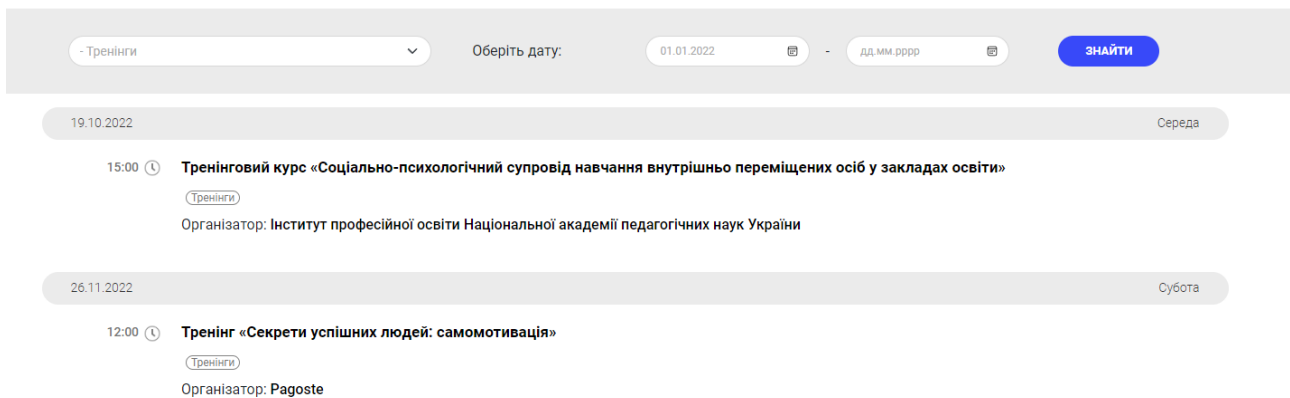 - Тренінги Оберіть дату: 01.01.2022 - дд.мм.рррр ЗНАЙТИ
19.10.2022 Середа
15:00 Тренінговий курс «Соціально-психологічний супровід навчання внутрішньо переміщених осіб у закладах освіти»
Тренінги
Організатор: Інститут професійної освіти Національної академії педагогічних наук України
26.11.2022 Субота
12:00 Тренінг «Секрети успішних людей: самомотивація»
Тренінги
Організатор: Pagoste